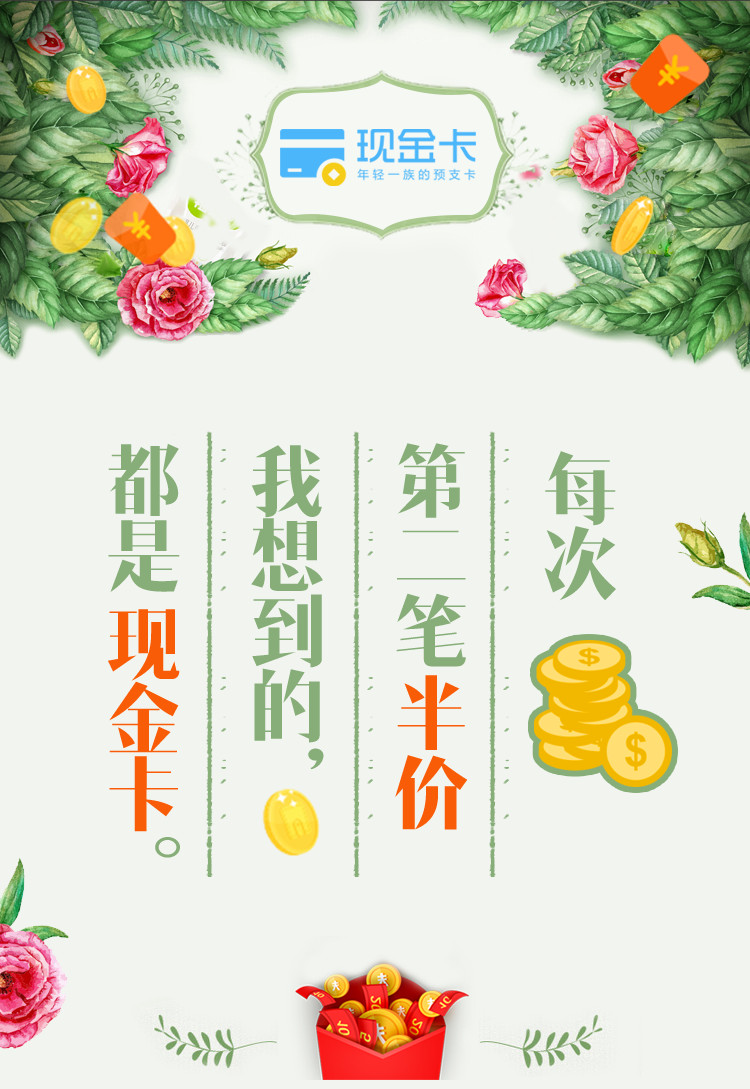 现金卡
年轻一族的预支卡
每次
第二笔半价
我想到的，
都是现金卡。